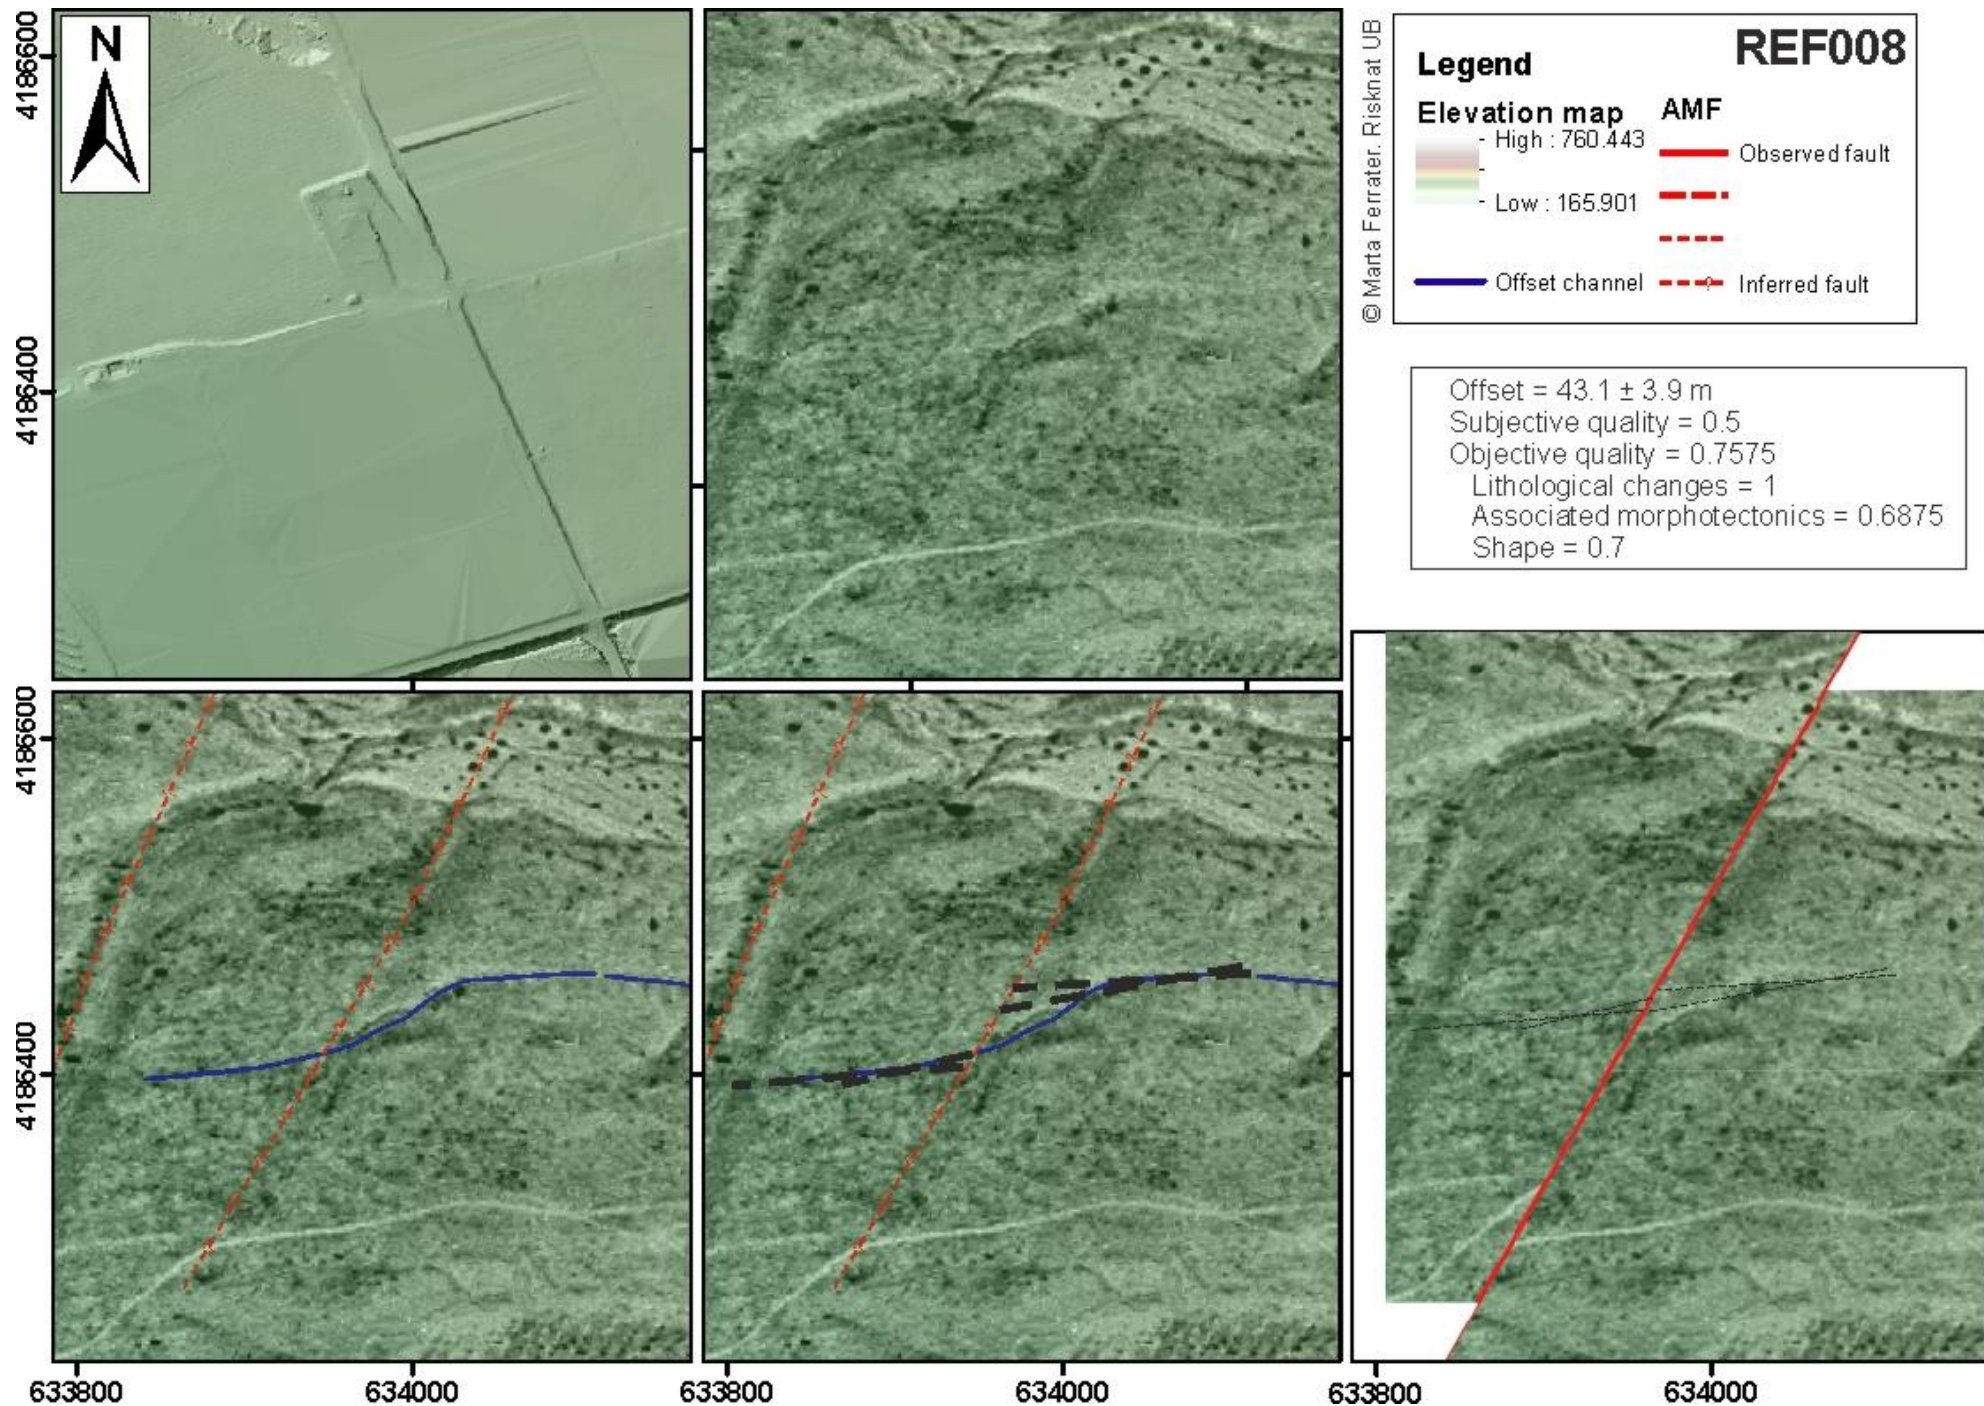 N
4186600
4186400
© Marta Ferrater. Risknat UB
REF008
Legend
Elevation map
High : 760.443
Low : 165.901
Offset channel
AMF
Observed fault
Inferred fault
Offset = 43.1 ± 3.9 m
Subjective quality = 0.5
Objective quality = 0.7575
Lithological changes = 1
Associated morphotectonics = 0.6875
Shape = 0.7
4186600
4186400
633800
634000
633800
634000
633800
634000